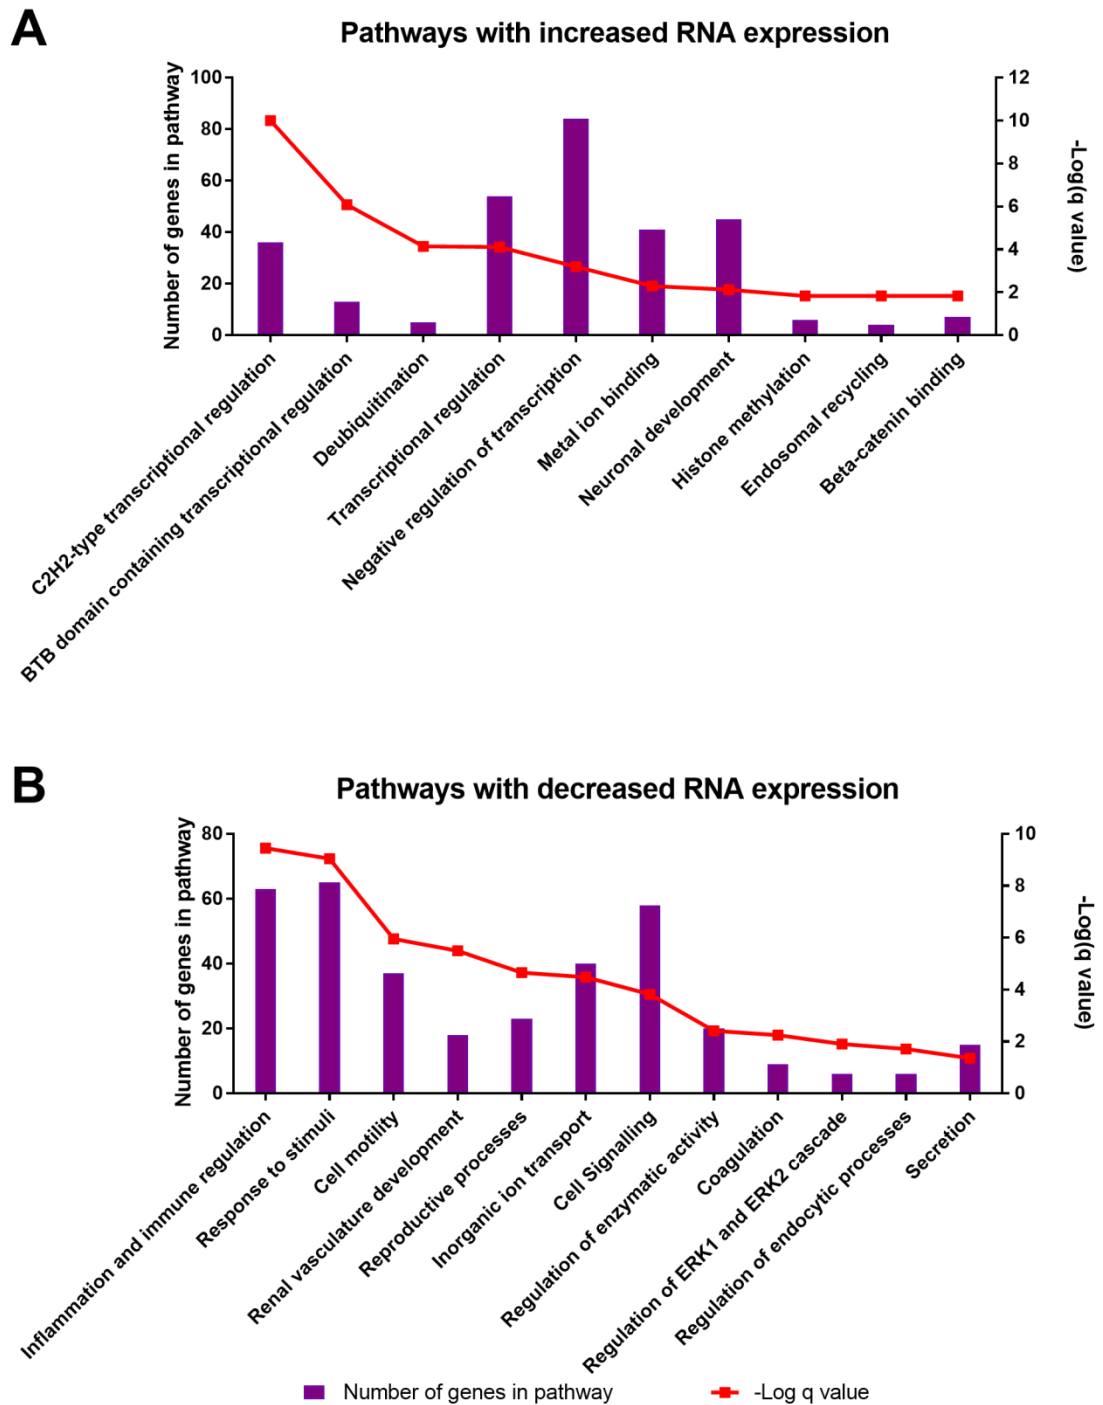 A
Pathways with increased RNA expression
Number of genes in pathway
100
80
60
40
20
0
12
10
8
6
4
2
0
-Log(q value)
C2H2-type transcriptional regulation
BTB domain containing transcriptional regulation
Deubiquitination
Transcriptional regulation
Negative regulation of transcription
Metal ion binding
Neuronal development
Histone methylation
Endosomal recycling
Beta-catenin binding
B
Pathways with decreased RNA expression
Number of genes in pathway
80
60
40
20
0
10
8
6
4
2
0
-Log(q value)
Inflammation and immune regulation
Response to stimuli
Cell motility
Renal vasculature development
Reproductive processes
Inorganic ion transport
Cell Signalling
Regulation of enzymatic activity
Coagulation
Regulation of ERK1 and ERK2 cascade
Regulation of endocytic processes
Secretion
Number of genes in pathway
-Log q value